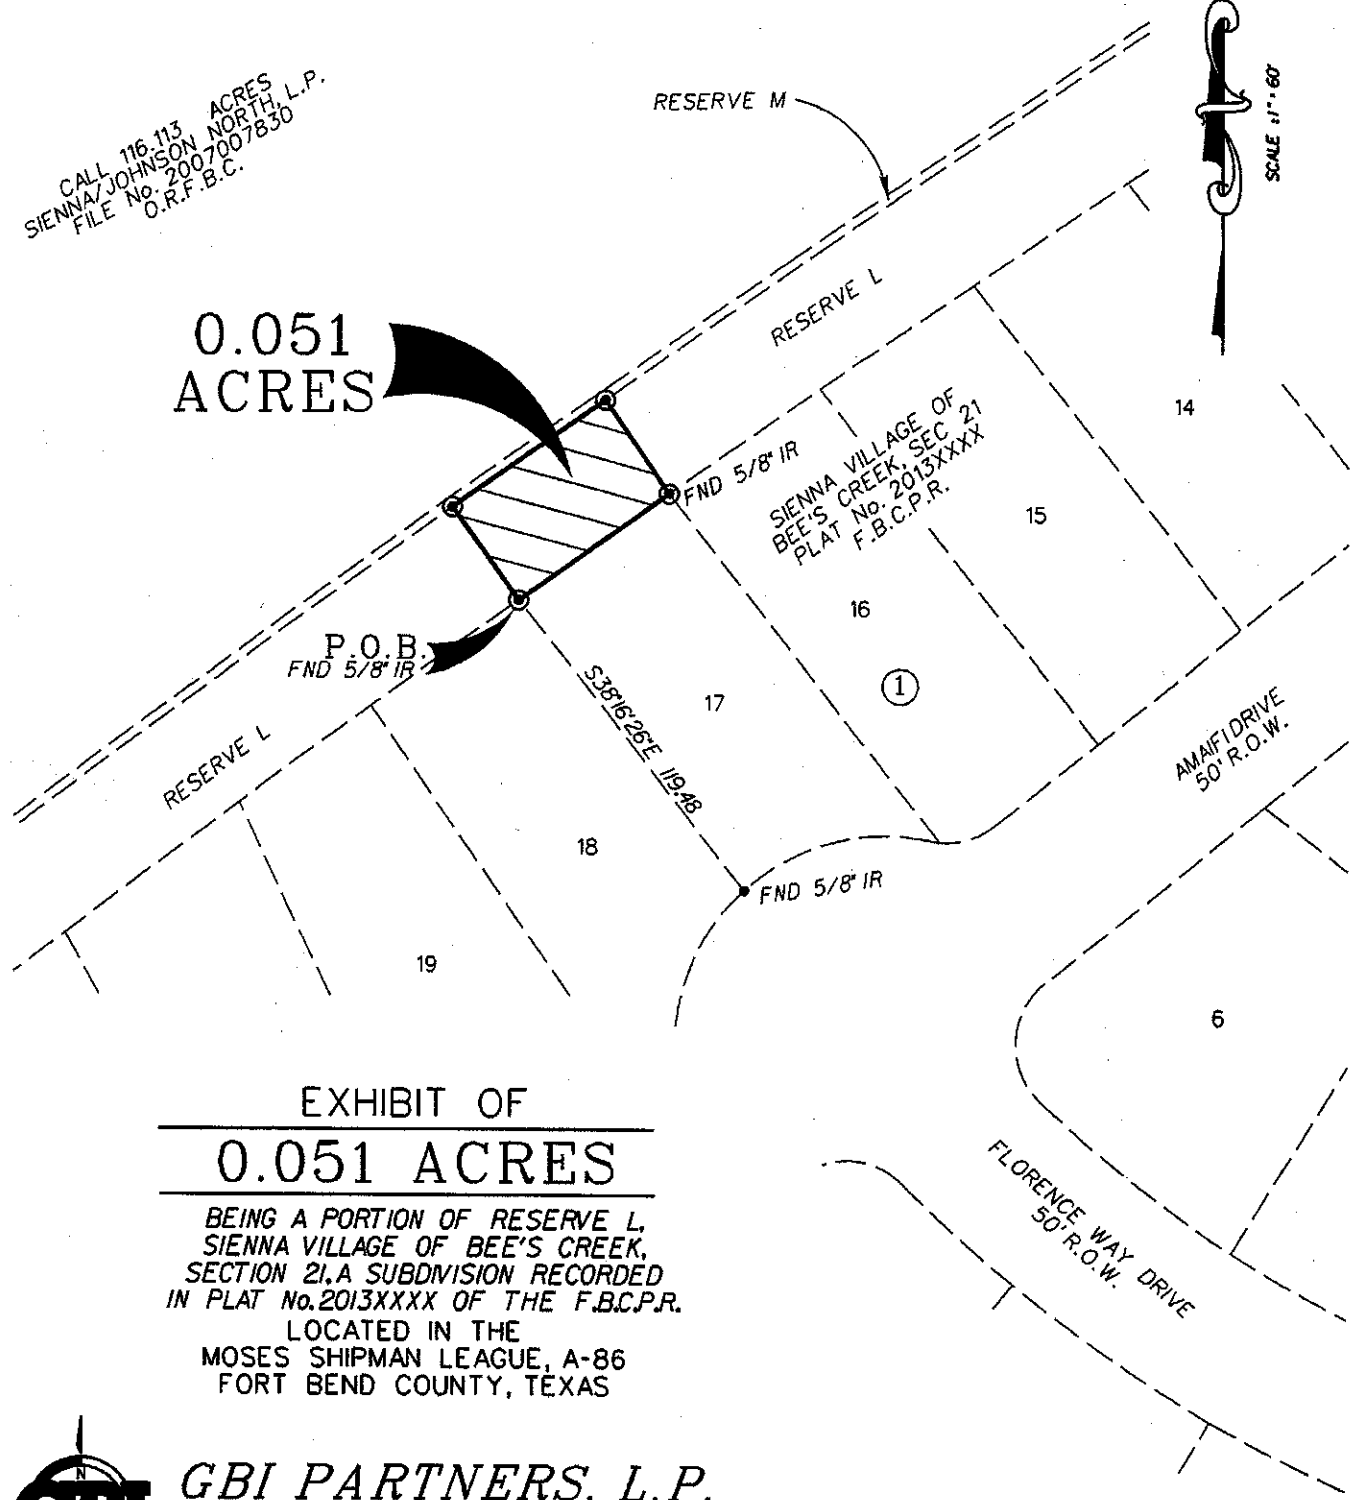 CALL 116.113 ACRES
SIENNA/JOHNSON NORTH, L.P.
FILE No. 2007007830
O.R.F.B.C.
RESERVE M
SCALE : 1" = 60'
RESERVE L
0.051
ACRES
14
SIENNA VILLAGE OF
BEE'S CREEK, SEC 21
PLAT No. 2013XXXX
F.B.C.P.R.
FND 5/8" IR
15
16
P.O.B.
FND 5/8" IR
1
17
S38°16'26"E 119.48
RESERVE L
AMAIFI DRIVE
50' R.O.W.
18
FND 5/8" IR
19
6
EXHIBIT OF
0.051 ACRES
BEING A PORTION OF RESERVE L,
SIENNA VILLAGE OF BEE'S CREEK,
SECTION 21, A SUBDIVISION RECORDED
IN PLAT No. 2013XXXX OF THE F.B.C.P.R.
LOCATED IN THE
MOSES SHIPMAN LEAGUE, A-86
FORT BEND COUNTY, TEXAS
FLORENCE WAY DRIVE
50' R.O.W.
N
GBI PARTNERS, L.P.